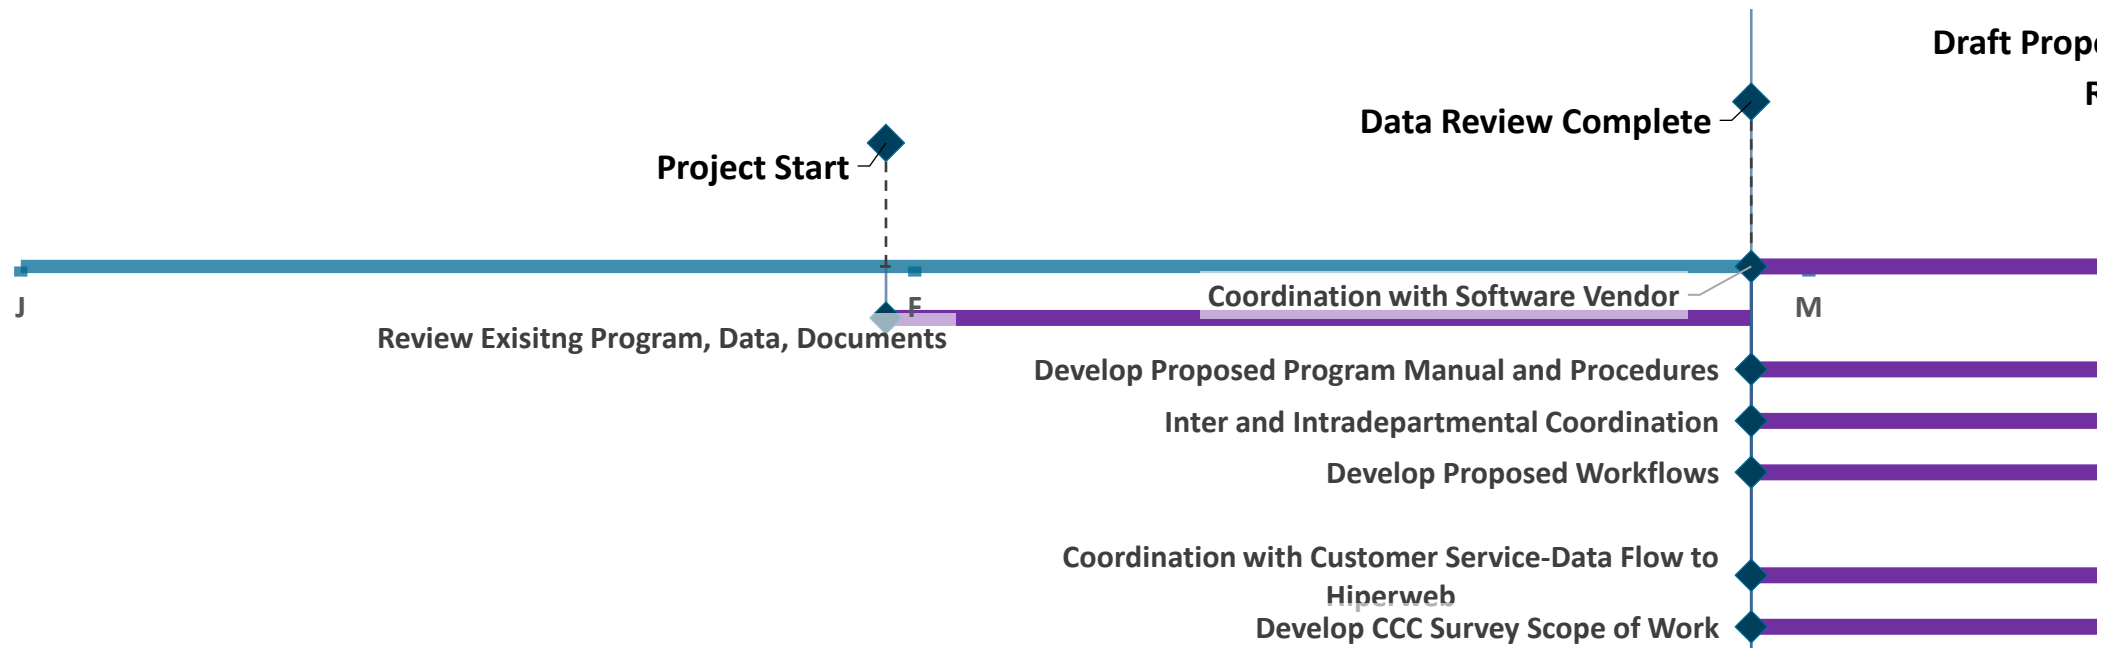 Draft Prop
R
Data Review Complete
Project Start
J
F
M
Coordination with Software Vendor
Review Exisitng Program, Data, Documents
Develop Proposed Program Manual and Procedures
Inter and Intradepartmental Coordination
Develop Proposed Workflows
Coordination with Customer Service-Data Flow to
Hiperweb
Develop CCC Survey Scope of Work